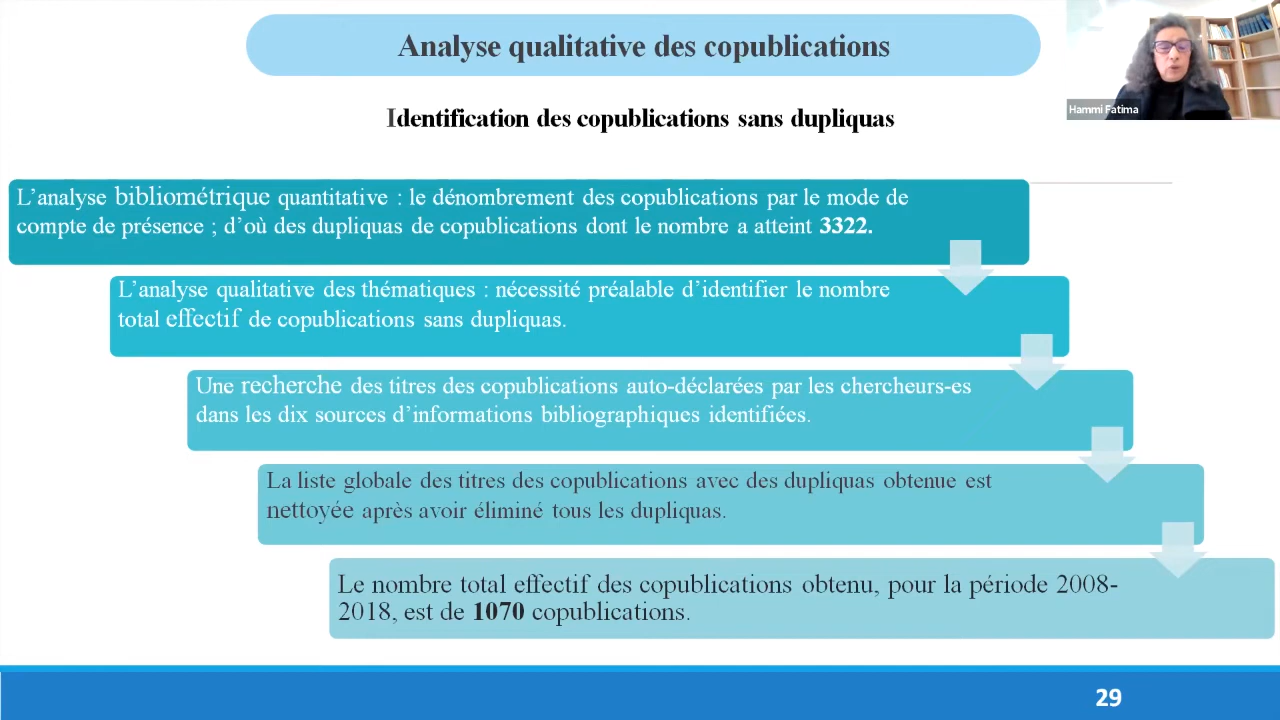 Analyse qualitative des copublications
Hammi Fatima
Identification des copublications sans dupliquas
L’analyse bibliométrique quantitative : le dénombrement des copublications par le mode de
compte de présence ; d’où des dupliquas de copublications dont le nombre a atteint 3322.
L’analyse qualitative des thématiques : nécessité préalable d’identifier le nombre
total effectif de copublications sans dupliquas.
Une recherche des titres des copublications auto-déclarées par les chercheurs-es
dans les dix sources d’informations bibliographiques identifiées.
La liste globale des titres des copublications avec des dupliquas obtenue est
nettoyée après avoir éliminé tous les dupliquas.
Le nombre total effectif des copublications obtenu, pour la période 2008-
2018, est de 1070 copublications.
29